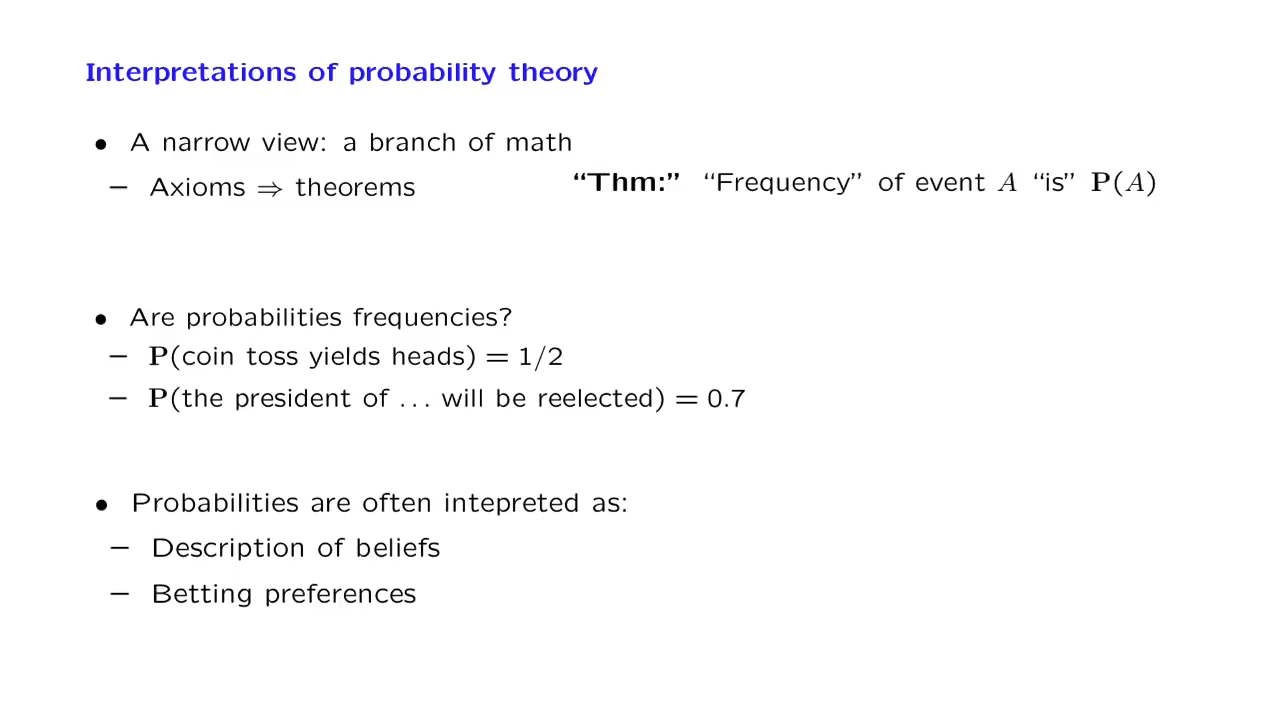 Interpretations of probability theory
• A narrow view: a branch of math
– Axioms ⇒ theorems “Thm:” “Frequency” of event A “is” P(A)
• Are probabilities frequencies?
– P(coin toss yields heads) = 1/2
– P(the president of ... will be reelected) = 0.7
• Probabilities are often intepreted as:
– Description of beliefs
– Betting preferences